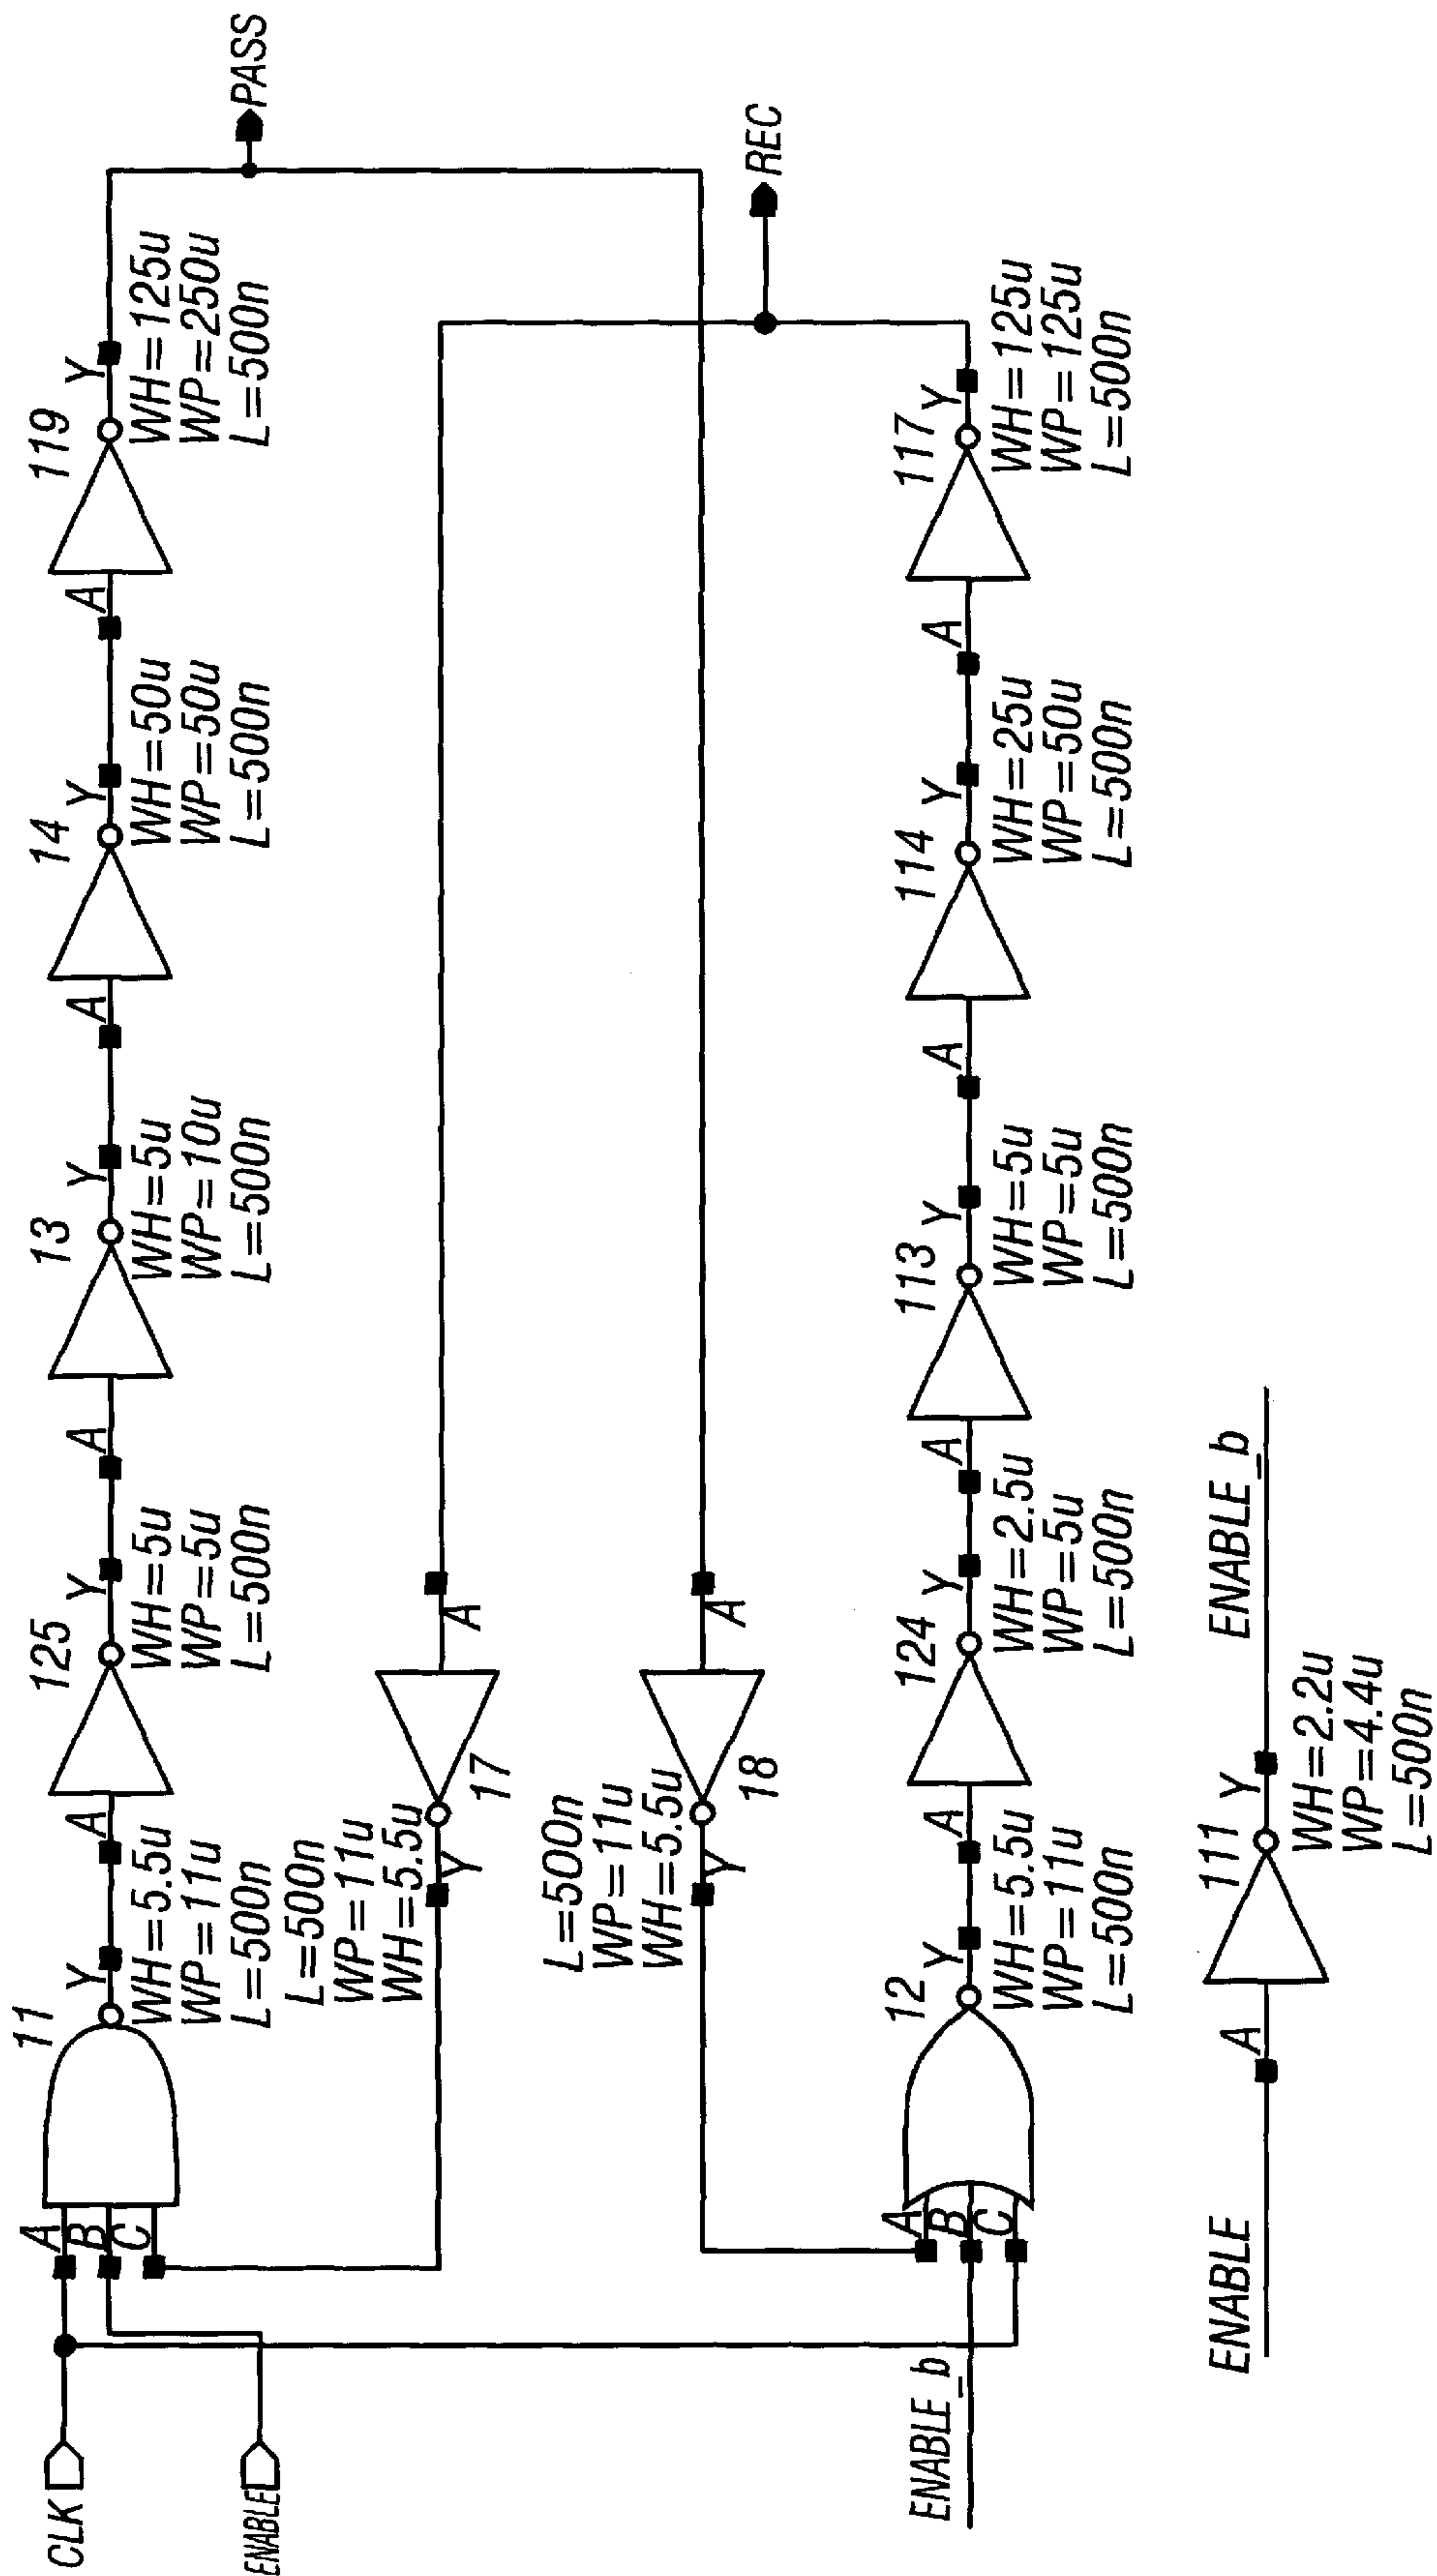 CLK
ENABLE
A
B
C
11
Y
WH=5.5u
WP=11u
L=500n
A
125
Y
WH=5u
WP=5u
L=500n
A
13
Y
WH=5u
WP=10u
L=500n
A
14
Y
WH=50u
WP=50u
L=500n
A
119
Y
WH=125u
WP=250u
L=500n
PASS
L=500n
WP=11u
WH=5.5u
Y
17
A
L=500n
WP=11u
WH=5.5u
Y
18
A
REC
ENABLE_b
A
B
C
12
Y
WH=5.5u
WP=11u
L=500n
A
124
Y
WH=2.5u
WP=5u
L=500n
A
113
Y
WH=5u
WP=5u
L=500n
A
114
Y
WH=25u
WP=50u
L=500n
A
117
Y
WH=125u
WP=125u
L=500n
ENABLE
A
111
Y
WH=2.2u
WP=4.4u
L=500n
ENABLE_b